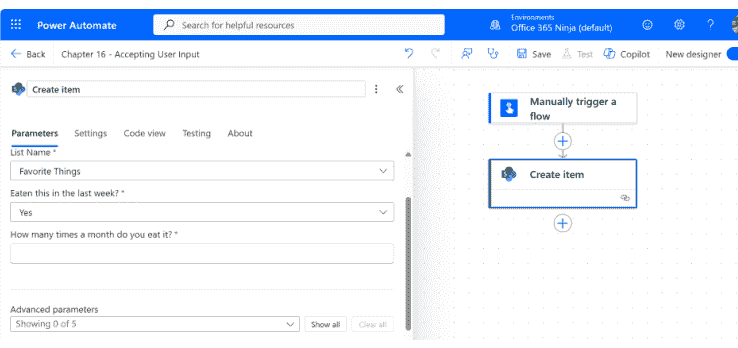 Power Automate
Search for helpful resources
Environments
Office 365 Ninja (default)
?
Back
Chapter 16 - Accepting User Input
Save
Test
Copilot
New designer
Create item
Parameters
Settings
Code view
Testing
About
List Name *
Favorite Things
Eaten this in the last week? *
Yes
How many times a month do you eat it? *
Advanced parameters
Showing 0 of 5
Show all
Clear all
Manually trigger a
flow
Create item